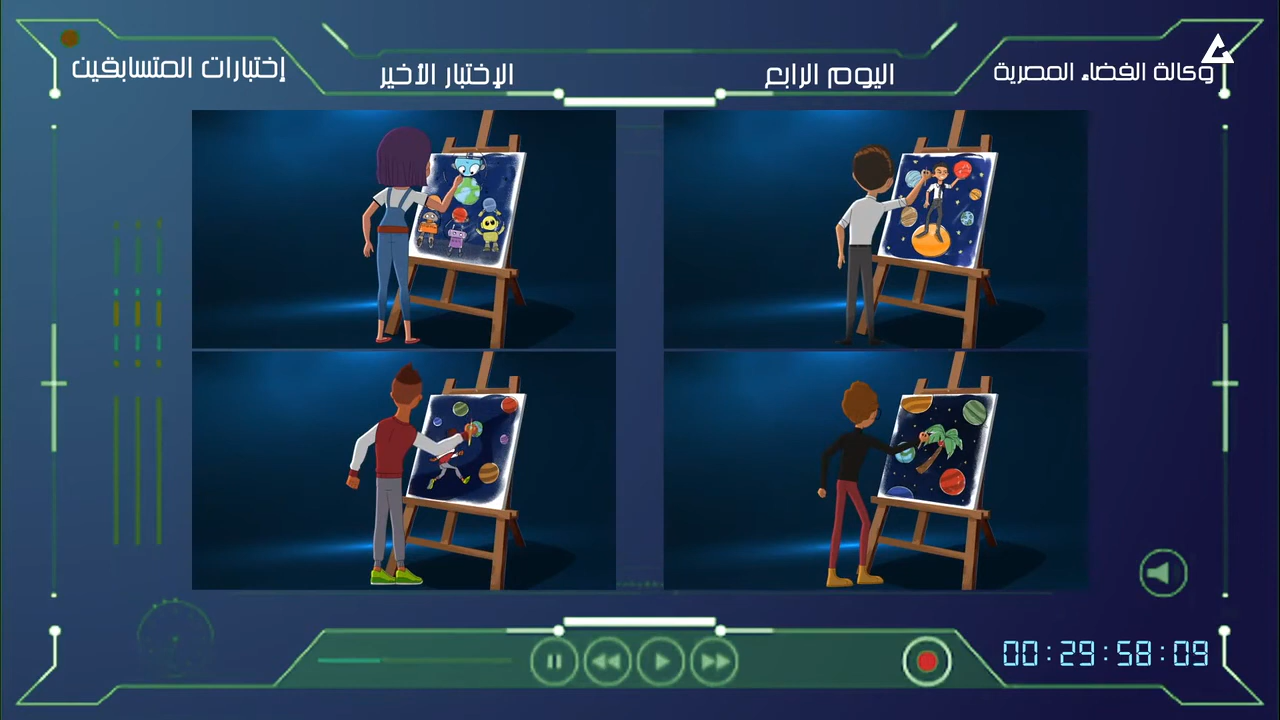 وكالة الفضاء المصرية
اليوم الرابع
الإختبار الأخير
إختبارات المتسابقين
00:29:58:09